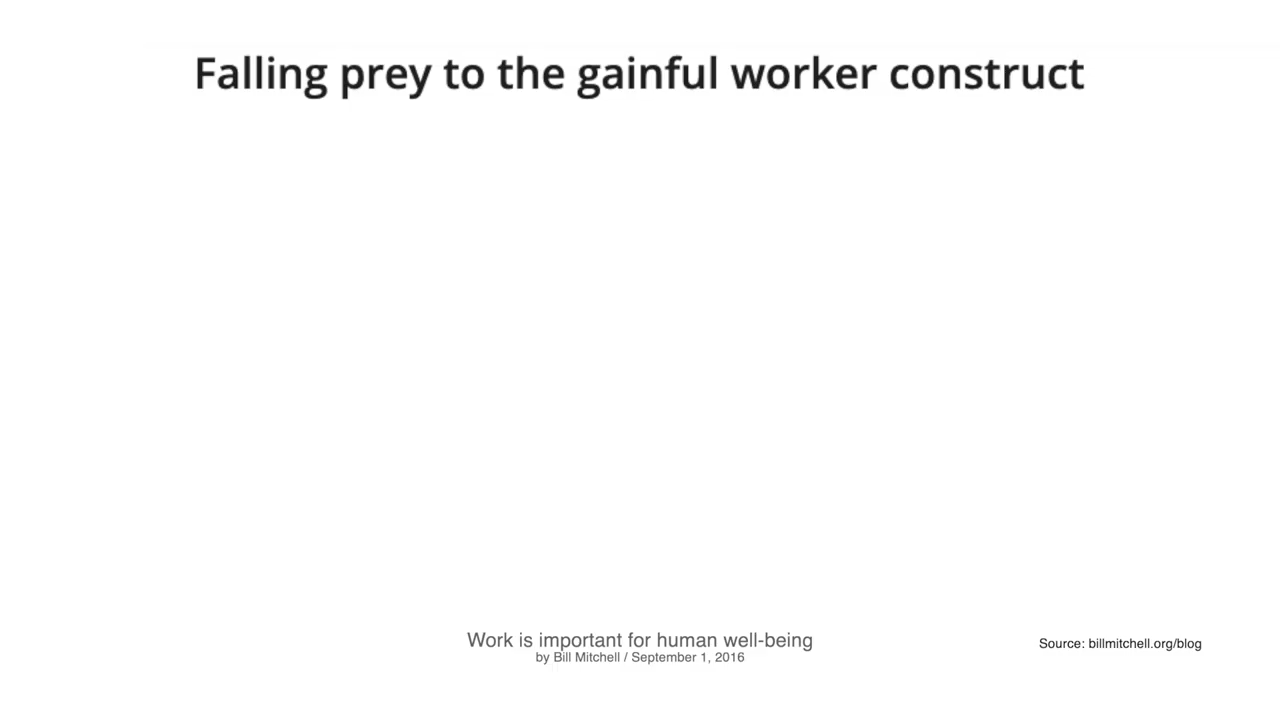 Falling prey to the gainful worker construct
Work is important for human well-being
by Bill Mitchell / September 1, 2016
Source: billmitchell.org/blog